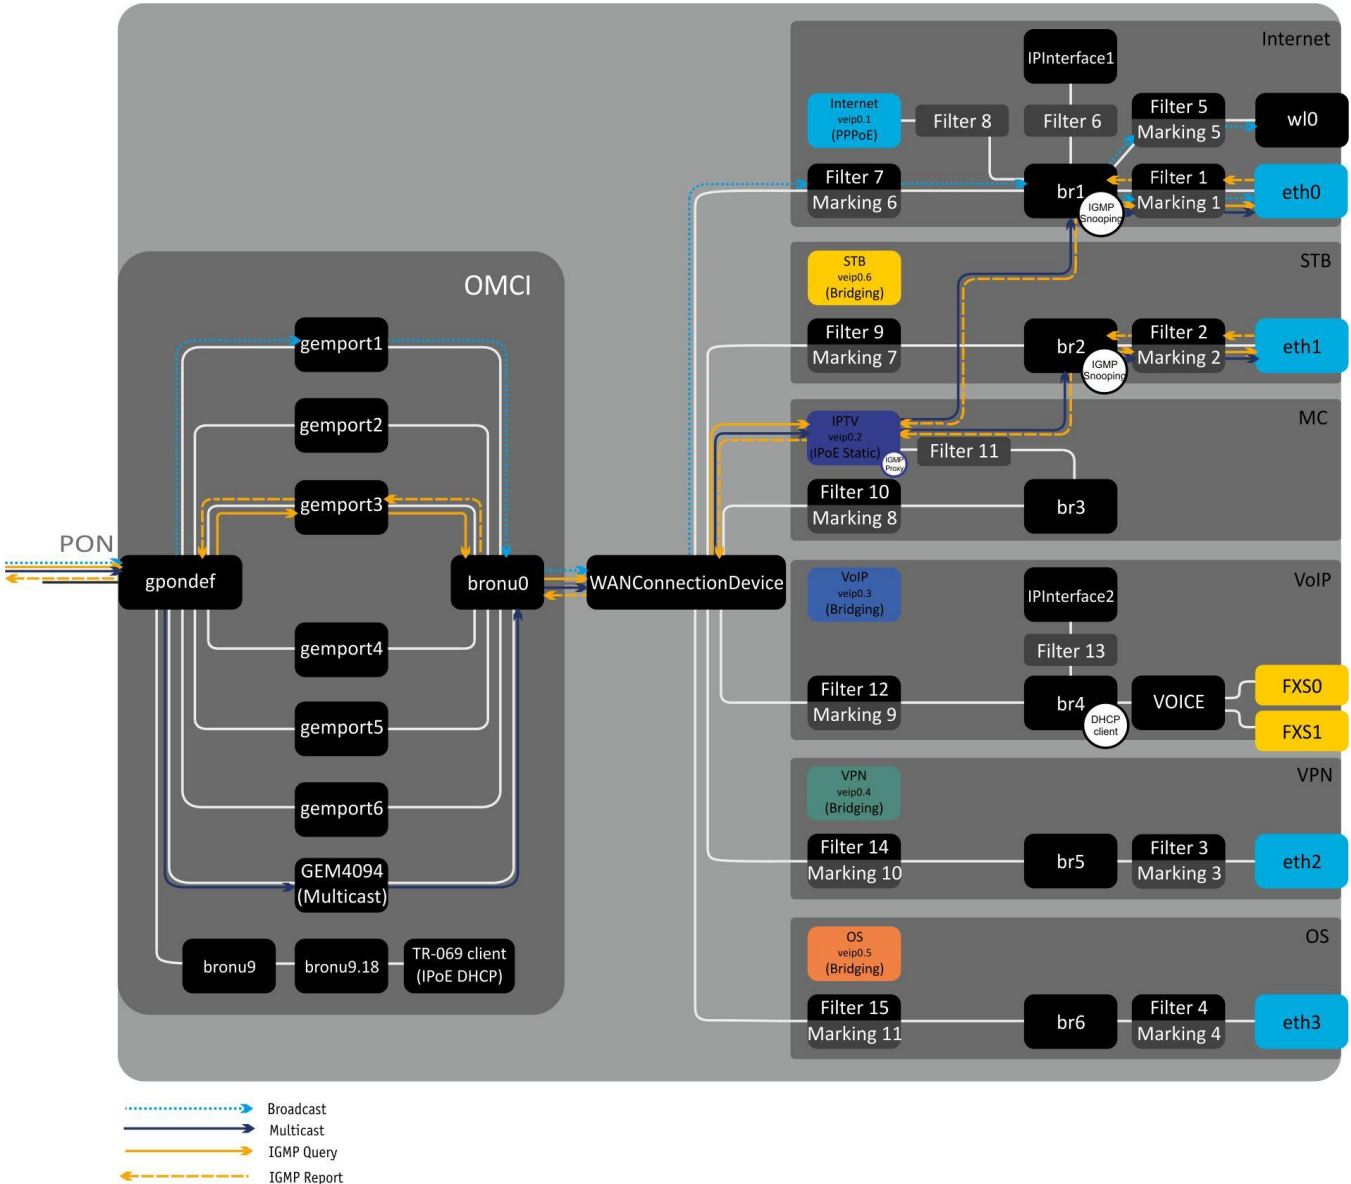 Internet
IPInterface1
Internet
veip0.1
(PPPoE)
Filter 8
Filter 6
Filter 5
Marking 5
wl0
Filter 7
Marking 6
br1
IGMP
Snooping
Filter 1
Marking 1
eth0
STB
STB
veip0.6
(Bridging)
Filter 9
Marking 7
br2
IGMP
Snooping
Filter 2
Marking 2
eth1
MC
IPTV
veip0.2
(IPoE Static)
IGMP
Proxy
Filter 11
Filter 10
Marking 8
br3
OMCI
gemport1
gemport2
gemport3
PON
gpondef
bronu0
WANConnectionDevice
gemport4
gemport5
gemport6
GEM4094
(Multicast)
bronu9
bronu9.18
TR-069 client
(IPoE DHCP)
VoIP
VoIP
veip0.3
(Bridging)
IPInterface2
Filter 13
Filter 12
Marking 9
br4
DHCP
client
VOICE
FXS0
FXS1
VPN
VPN
veip0.4
(Bridging)
Filter 14
Marking 10
br5
Filter 3
Marking 3
eth2
OS
OS
veip0.5
(Bridging)
Filter 15
Marking 11
br6
Filter 4
Marking 4
eth3
Broadcast
Multicast
IGMP Query
IGMP Report